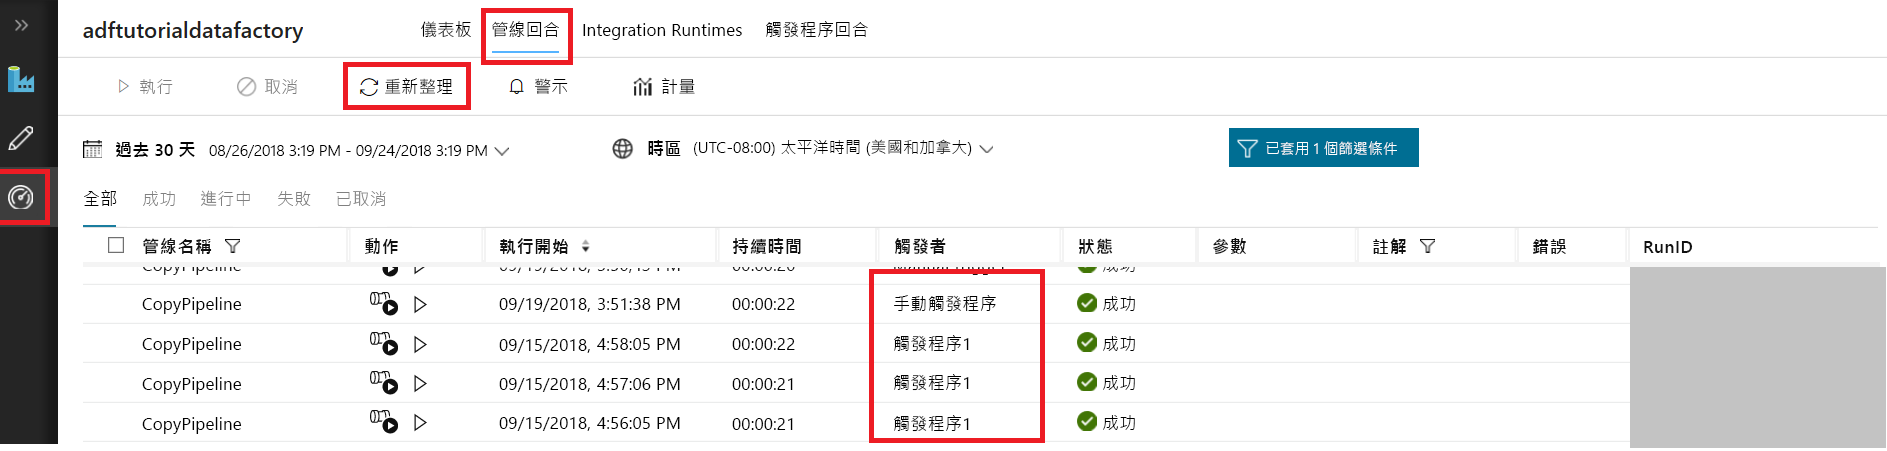 adftutorialdatafactory 儀表板 管線回合 Integration Runtimes 觸發程序回合
執行 取消 重新整理 警示 計量
過去 30 天 08/26/2018 3:19 PM - 09/24/2018 3:19 PM 時區 (UTC-08:00) 太平洋時間 (美國和加拿大) 已套用 1 個篩選條件
全部 成功 進行中 失敗 已取消
管線名稱 動作 執行開始 持續時間 觸發者 狀態 參數 註解 錯誤 RunID
CopyPipeline 00:00:20 成功
CopyPipeline 09/19/2018, 3:51:38 PM 00:00:22 手動觸發程序 成功
CopyPipeline 09/15/2018, 4:58:05 PM 00:00:22 觸發程序1 成功
CopyPipeline 09/15/2018, 4:57:06 PM 00:00:21 觸發程序1 成功
CopyPipeline 09/15/2018, 4:56:05 PM 00:00:21 觸發程序1 成功